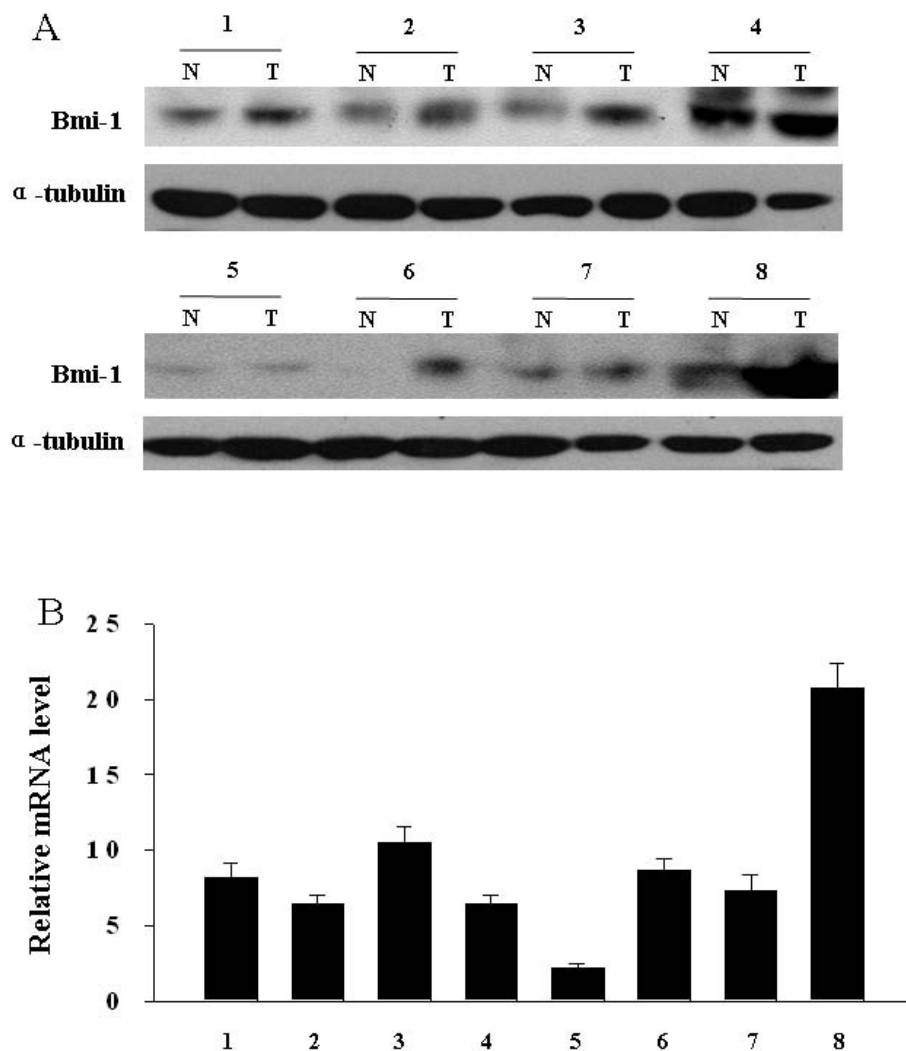 A
1 2 3 4
N T N T N T N T
Bmi-1
α-tubulin
5 6 7 8
N T N T N T N T
Bmi-1
α-tubulin
B
Relative mRNA level
25
20
15
10
5
0
1 2 3 4 5 6 7 8